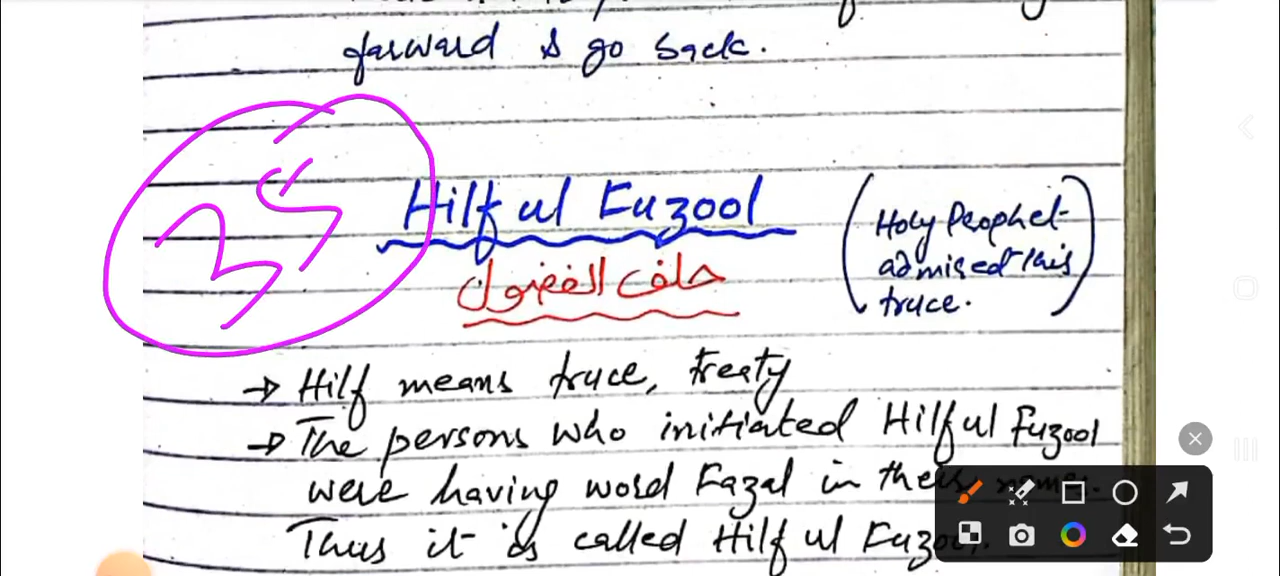 forward & go back.
Hilf ul Fuzool
حلف الفضول
(Holy Prophet
admired this
truce.)
→ Hilf means truce, treaty
→ The persons who initiated Hilful Fuzool
were having word Fazal in their name.
Thus it is called Hilf ul Fuzool.